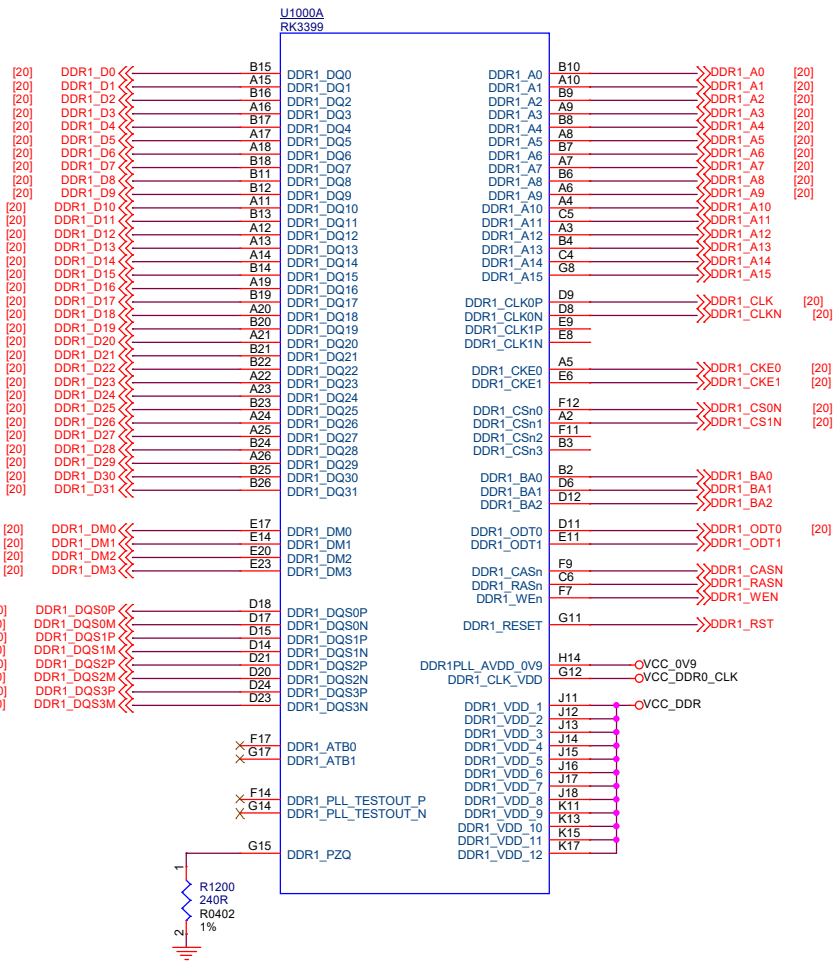 U1000A
RK3399
[20] DDR1_D0 B15 DDR1_DQ0 DDR1_A0 B10 DDR1_A0 [20]
[20] DDR1_D1 A15 DDR1_DQ1 DDR1_A1 A10 DDR1_A1 [20]
[20] DDR1_D2 B16 DDR1_DQ2 DDR1_A2 B9 DDR1_A2 [20]
[20] DDR1_D3 A16 DDR1_DQ3 DDR1_A3 A9 DDR1_A3 [20]
[20] DDR1_D4 B17 DDR1_DQ4 DDR1_A4 B8 DDR1_A4 [20]
[20] DDR1_D5 A17 DDR1_DQ5 DDR1_A5 A8 DDR1_A5 [20]
[20] DDR1_D6 A18 DDR1_DQ6 DDR1_A6 B7 DDR1_A6 [20]
[20] DDR1_D7 B18 DDR1_DQ7 DDR1_A7 A7 DDR1_A7 [20]
[20] DDR1_D8 B11 DDR1_DQ8 DDR1_A8 B6 DDR1_A8 [20]
[20] DDR1_D9 B12 DDR1_DQ9 DDR1_A9 A6 DDR1_A9 [20]
[20] DDR1_D10 A11 DDR1_DQ10 DDR1_A10 A4 DDR1_A10
[20] DDR1_D11 B13 DDR1_DQ11 DDR1_A11 C5 DDR1_A11
[20] DDR1_D12 A12 DDR1_DQ12 DDR1_A12 A3 DDR1_A12
[20] DDR1_D13 A13 DDR1_DQ13 DDR1_A13 B4 DDR1_A13
[20] DDR1_D14 A14 DDR1_DQ14 DDR1_A14 C4 DDR1_A14
[20] DDR1_D15 B14 DDR1_DQ15 DDR1_A15 G8 DDR1_A15
[20] DDR1_D16 A19 DDR1_DQ16
[20] DDR1_D17 B19 DDR1_DQ17 DDR1_CLK0P D9 DDR1_CLK [20]
[20] DDR1_D18 A20 DDR1_DQ18 DDR1_CLK0N D8 DDR1_CLKN [20]
[20] DDR1_D19 B20 DDR1_DQ19 DDR1_CLK1P E9
[20] DDR1_D20 A21 DDR1_DQ20 DDR1_CLK1N E8
[20] DDR1_D21 B21 DDR1_DQ21
[20] DDR1_D22 B22 DDR1_DQ22 DDR1_CKE0 A5 DDR1_CKE0 [20]
[20] DDR1_D23 A22 DDR1_DQ23 DDR1_CKE1 E6 DDR1_CKE1 [20]
[20] DDR1_D24 A23 DDR1_DQ24
[20] DDR1_D25 B23 DDR1_DQ25 DDR1_CSn0 F12 DDR1_CS0N [20]
[20] DDR1_D26 A24 DDR1_DQ26 DDR1_CSn1 A2 DDR1_CS1N [20]
[20] DDR1_D27 A25 DDR1_DQ27 DDR1_CSn2 F11
[20] DDR1_D28 B24 DDR1_DQ28 DDR1_CSn3 B3
[20] DDR1_D29 A26 DDR1_DQ29
[20] DDR1_D30 B25 DDR1_DQ30 DDR1_BA0 B2 DDR1_BA0
[20] DDR1_D31 B26 DDR1_DQ31 DDR1_BA1 D6 DDR1_BA1
DDR1_BA2 D12 DDR1_BA2
[20] DDR1_DM0 E17 DDR1_DM0 DDR1_ODT0 D11 DDR1_ODT0 [20]
[20] DDR1_DM1 E14 DDR1_DM1 DDR1_ODT1 E11 DDR1_ODT1
[20] DDR1_DM2 E20 DDR1_DM2
[20] DDR1_DM3 E23 DDR1_DM3 DDR1_CASn F9 DDR1_CASN
DDR1_RASn C6 DDR1_RASN
DDR1_WEn F7 DDR1_WEN
DDR1_DQS0P D18 DDR1_DQS0P
DDR1_DQS0M D17 DDR1_DQS0N DDR1_RESET G11 DDR1_RST
DDR1_DQS1P D15 DDR1_DQS1P
DDR1_DQS1M D14 DDR1_DQS1N
DDR1_DQS2P D21 DDR1_DQS2P DDR1PLL_AVDD_0V9 H14 VCC_0V9
DDR1_DQS2M D20 DDR1_DQS2N DDR1_CLK_VDD G12 VCC_DDR0_CLK
DDR1_DQS3P D24 DDR1_DQS3P
DDR1_DQS3M D23 DDR1_DQS3N DDR1_VDD_1 J11 VCC_DDR
DDR1_VDD_2 J12
DDR1_VDD_3 J13
F17 DDR1_ATB0 DDR1_VDD_4 J14
G17 DDR1_ATB1 DDR1_VDD_5 J15
DDR1_VDD_6 J16
DDR1_VDD_7 J17
F14 DDR1_PLL_TESTOUT_P DDR1_VDD_8 J18
G14 DDR1_PLL_TESTOUT_N DDR1_VDD_9 K11
DDR1_VDD_10 K13
DDR1_VDD_11 K15
G15 DDR1_PZQ DDR1_VDD_12 K17
1
R1200
240R
R0402
1%
2